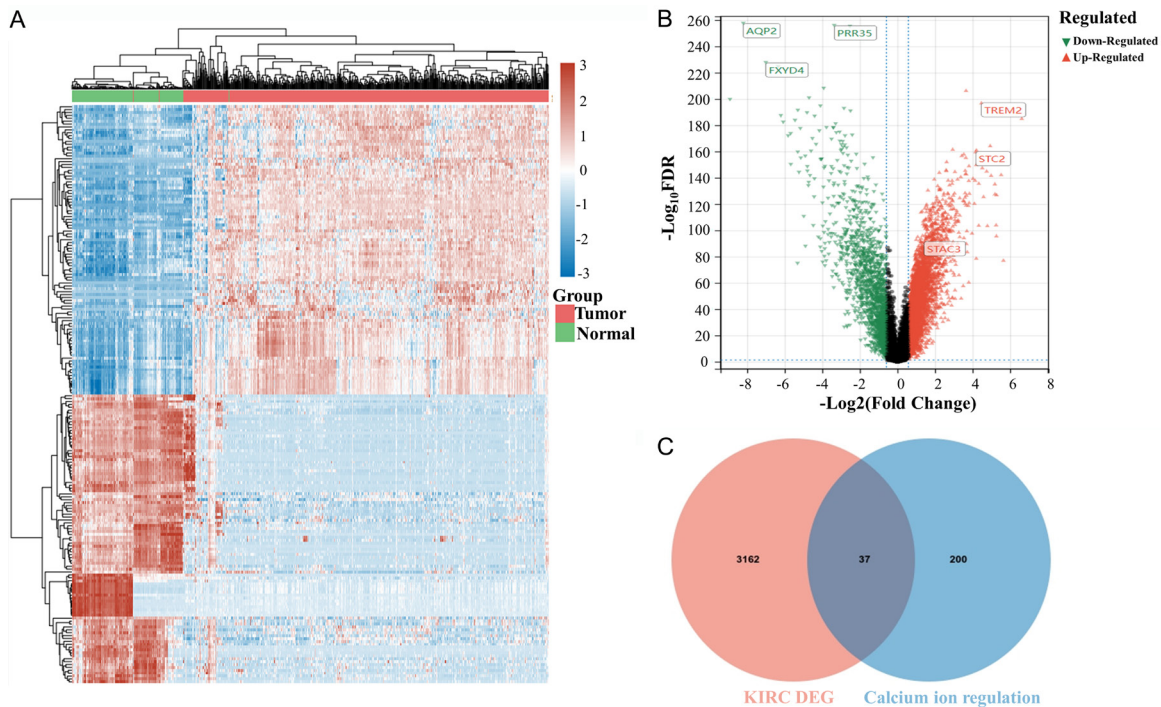 A
3
2
1
0
-1
-2
-3
Group
Tumor
Normal
B
260
240
220
200
180
160
140
120
100
80
60
40
20
0
-Log10FDR
-8
-6
-4
-2
0
2
4
6
8
-Log2(Fold Change)
AQP2
PRR35
FXYD4
TREM2
STC2
STAC3
Regulated
Down-Regulated
Up-Regulated
C
3162
37
200
KIRC DEG
Calcium ion regulation